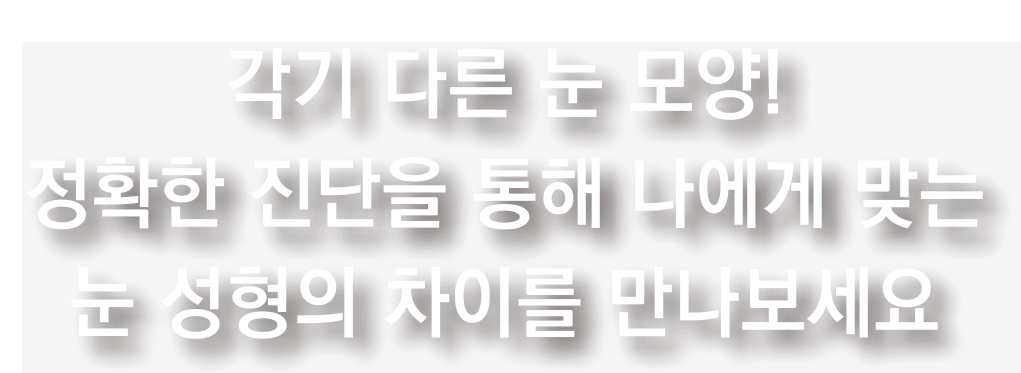 각기 다른 눈 모양!
정확한 진단을 통해 나에게 맞는
눈 성형의 차이를 만나보세요